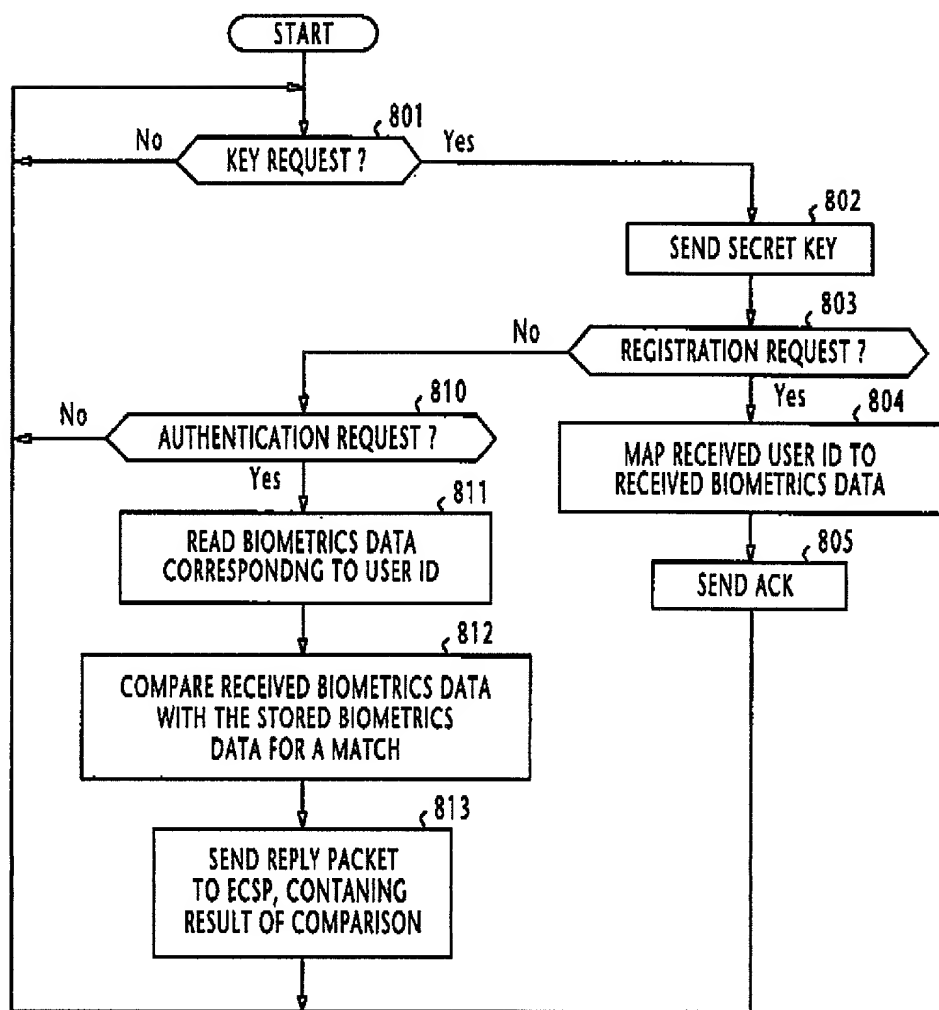 START
801
No
Yes
KEY REQUEST ?
802
SEND SECRET KEY
803
No
REGISTRATION REQUEST ?
Yes
810
No
AUTHENTICATION REQUEST ?
Yes
804
MAP RECEIVED USER ID TO
RECEIVED BIOMETRICS DATA
811
READ BIOMETRICS DATA
CORRESPONDNG TO USER ID
805
SEND ACK
812
COMPARE RECEIVED BIOMETRICS DATA
WITH THE STORED BIOMETRICS
DATA FOR A MATCH
813
SEND REPLY PACKET
TO ECSP, CONTANING
RESULT OF COMPARISON